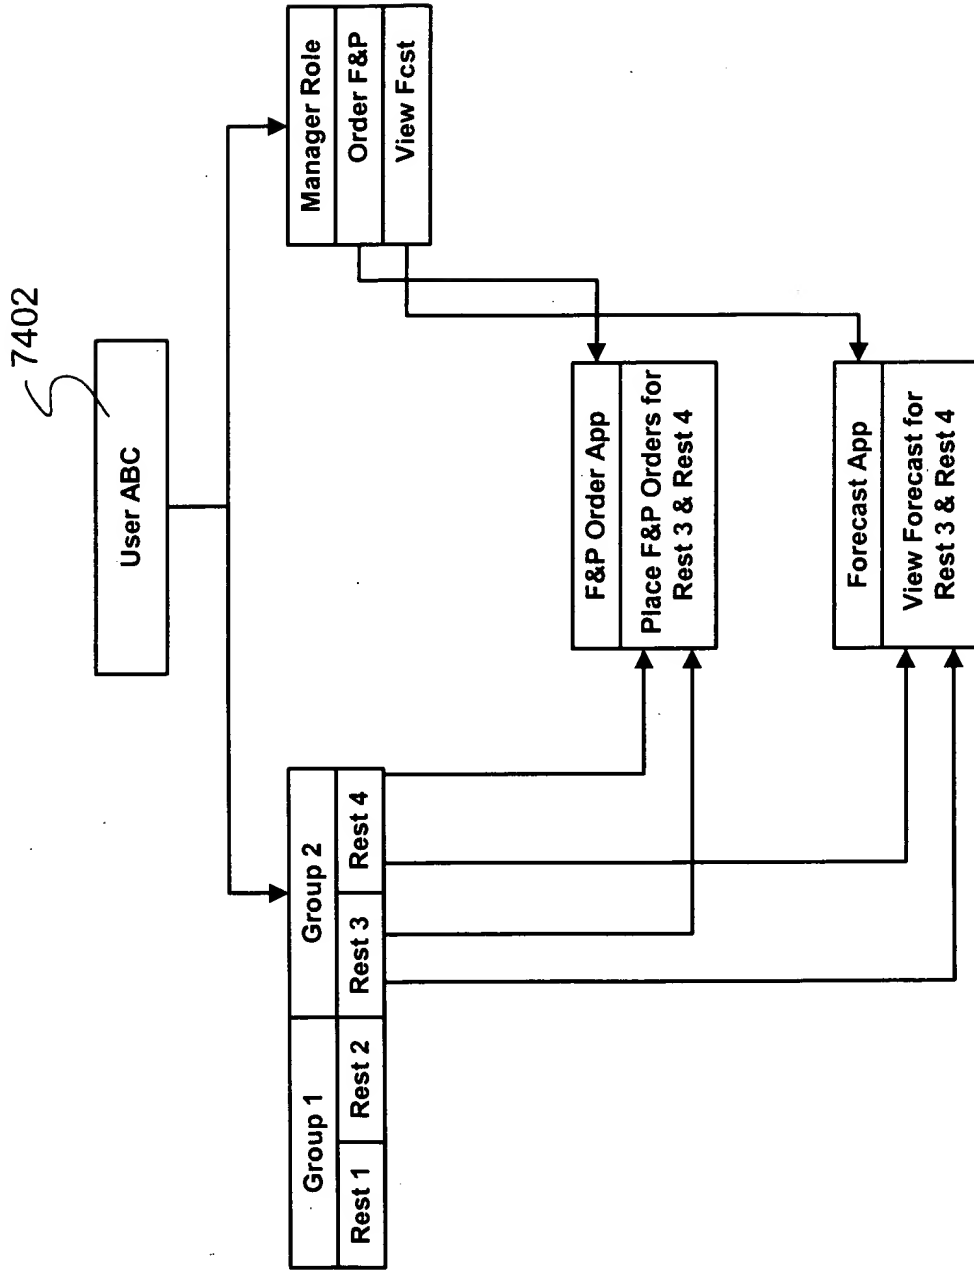 7402
User ABC
Group 1
Group 2
Manager Role
Rest 1
Rest 2
Rest 3
Rest 4
Order F&P
View Fcst
F&P Order App
Place F&P Orders for
Rest 3 & Rest 4
Forecast App
View Forecast for
Rest 3 & Rest 4